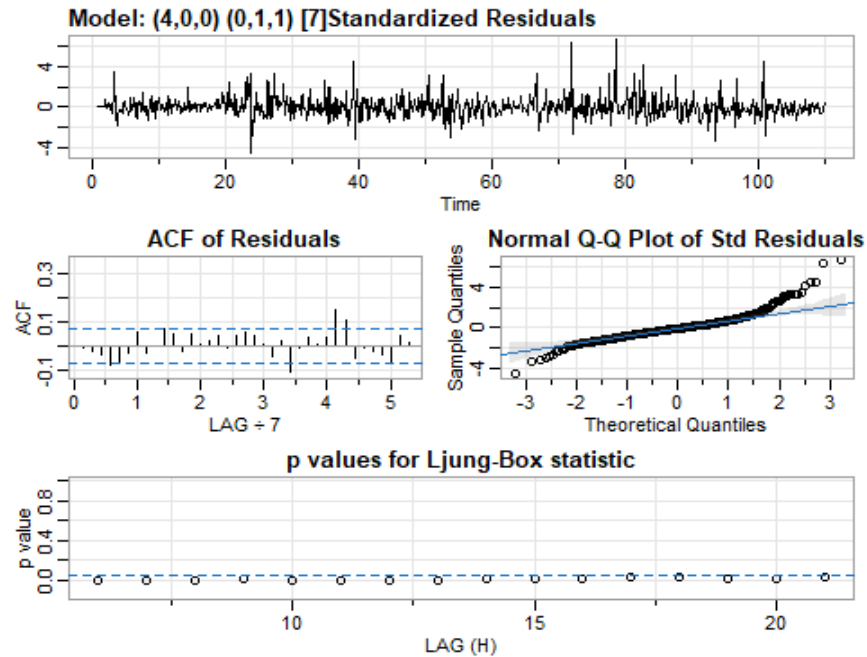 Model: (4,0,0) (0,1,1) [7]Standardized Residuals
4
0
-4
0 20 40 60 80 100
Time
ACF of Residuals
ACF
0.3
0.1
-0.1
0 1 2 3 4 5
LAG ÷ 7
Normal Q-Q Plot of Std Residuals
Sample Quantiles
4
0
-4
-3 -2 -1 0 1 2 3
Theoretical Quantiles
p values for Ljung-Box statistic
p value
0.8
0.4
0.0
10 15 20
LAG (H)